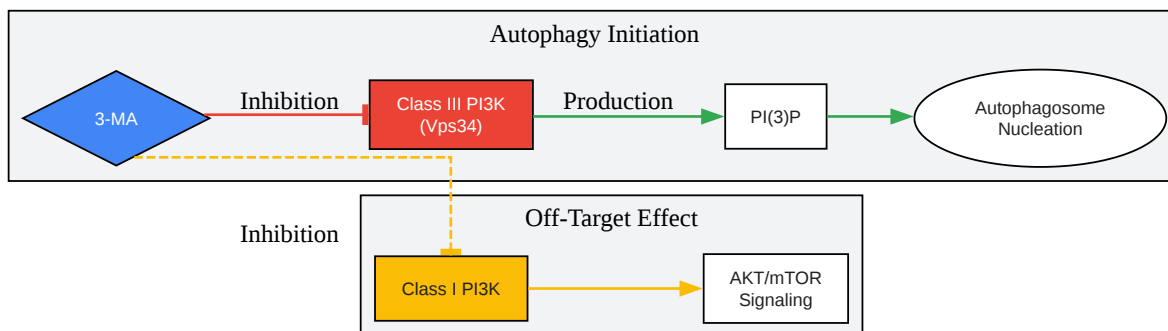 Autophagy Initiation
3-MA
Inhibition
Class III PI3K
(Vps34)
Production
PI(3)P
Autophagosome
Nucleation
Off-Target Effect
Inhibition
Class I PI3K
AKT/mTOR
Signaling